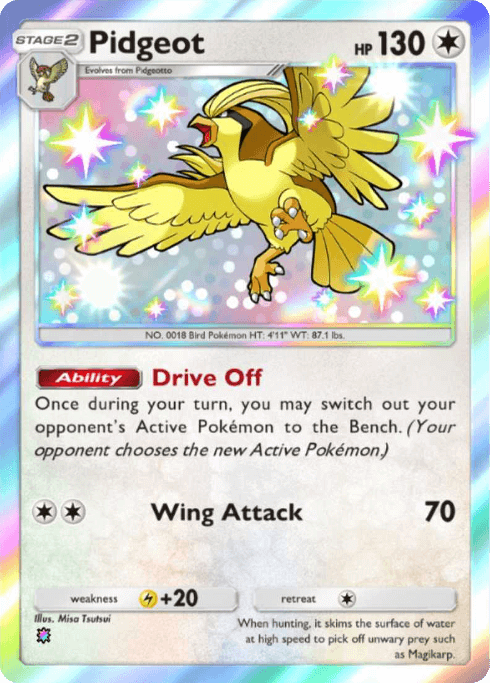 STAGE 2 Pidgeot HP 130
Evolves from Pidgeotto
NO. 0018 Bird Pokémon HT: 4'11" WT: 87.1 lbs.
Ability Drive Off
Once during your turn, you may switch out your
opponent's Active Pokémon to the Bench. (Your
opponent chooses the new Active Pokémon.)
Wing Attack 70
weakness +20 retreat
Illus. Misa Tsutsui
When hunting, it skims the surface of water
at high speed to pick off unwary prey such
as Magikarp.